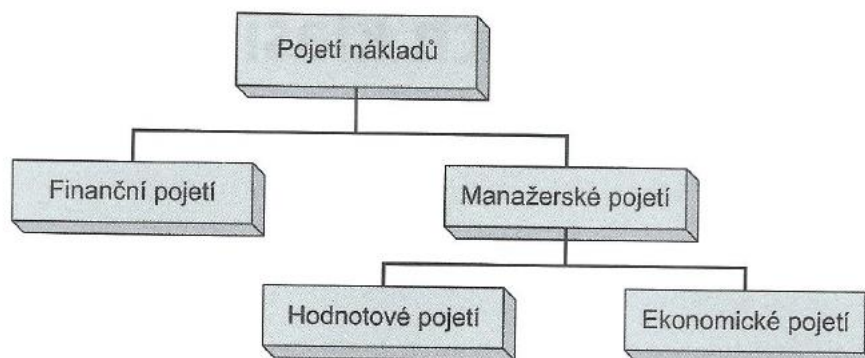 Pojetí nákladů
Finanční pojetí
Manažerské pojetí
Hodnotové pojetí
Ekonomické pojetí